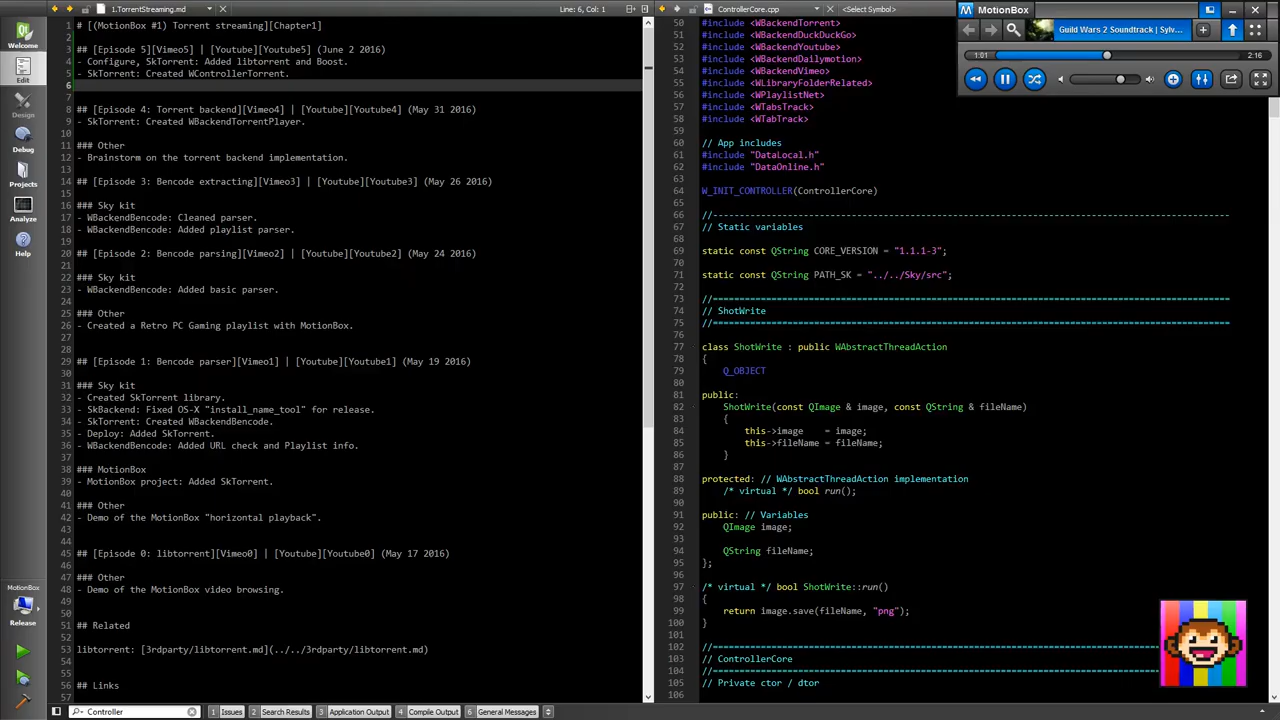 1.TorrentStreaming.md
Line: 6, Col: 1
ControllerCore.cpp
<Select Symbol>
MotionBox
Guild Wars 2 Soundtrack | Sylv...
1:01
2:16
Welcome
Edit
Design
Debug
Projects
Analyze
Help
MotionBox
Release
1 # [(MotionBox #1) Torrent streaming][Chapter1]
2
3 ## [Episode 5][Vimeo5] | [Youtube][Youtube5] (June 2 2016)
4 - Configure, SkTorrent: Added libtorrent and Boost.
5 - SkTorrent: Created WControllerTorrent.
6
7
8 ## [Episode 4: Torrent backend][Vimeo4] | [Youtube][Youtube4] (May 31 2016)
9 - SkTorrent: Created WBackendTorrentPlayer.
10
11 ### Other
12 - Brainstorm on the torrent backend implementation.
13
14 ## [Episode 3: Bencode extracting][Vimeo3] | [Youtube][Youtube3] (May 26 2016)
15
16 ### Sky kit
17 - WBackendBencode: Cleaned parser.
18 - WBackendBencode: Added playlist parser.
19
20 ## [Episode 2: Bencode parsing][Vimeo2] | [Youtube][Youtube2] (May 24 2016)
21
22 ### Sky kit
23 - WBackendBencode: Added basic parser.
24
25 ### Other
26 - Created a Retro PC Gaming playlist with MotionBox.
27
28
29 ## [Episode 1: Bencode parser][Vimeo1] | [Youtube][Youtube1] (May 19 2016)
30
31 ### Sky kit
32 - Created SkTorrent library.
33 - SkBackend: Fixed OS-X "install_name_tool" for release.
34 - SkTorrent: Created WBackendBencode.
35 - Deploy: Added SkTorrent.
36 - WBackendBencode: Added URL check and Playlist info.
37
38 ### MotionBox
39 - MotionBox project: Added SkTorrent.
40
41 ### Other
42 - Demo of the MotionBox "horizontal playback".
43
44
45 ## [Episode 0: libtorrent][Vimeo0] | [Youtube][Youtube0] (May 17 2016)
46
47 ### Other
48 - Demo of the MotionBox video browsing.
49
50
51 ## Related
52
53 libtorrent: [3rdparty/libtorrent.md](../../3rdparty/libtorrent.md)
54
55
56 ## Links
57
50 #include <WBackendTorrent>
51 #include <WBackendDuckDuckGo>
52 #include <WBackendYoutube>
53 #include <WBackendDailymotion>
54 #include <WBackendVimeo>
55 #include <WLibraryFolderRelated>
56 #include <WPlaylistNet>
57 #include <WTabsTrack>
58 #include <WTabTrack>
59
60 // App includes
61 #include "DataLocal.h"
62 #include "DataOnline.h"
63
64 W_INIT_CONTROLLER(ControllerCore)
65
66 //-------------------------------------------------------------------------------------------------
67 // Static variables
68
69 static const QString CORE_VERSION = "1.1.1-3";
70
71 static const QString PATH_SK = "../../Sky/src";
72
73 //=================================================================================================
74 // ShotWrite
75 //=================================================================================================
76
77 class ShotWrite : public WAbstractThreadAction
78 {
79 Q_OBJECT
80
81 public:
82 ShotWrite(const QImage & image, const QString & fileName)
83 {
84 this->image = image;
85 this->fileName = fileName;
86 }
87
88 protected: // WAbstractThreadAction implementation
89 /* virtual */ bool run();
90
91 public: // Variables
92 QImage image;
93
94 QString fileName;
95 };
96
97 /* virtual */ bool ShotWrite::run()
98 {
99 return image.save(fileName, "png");
100 }
101
102 //====================================================================================
103 // ControllerCore
104 //====================================================================================
105 // Private ctor / dtor
106
Controller
1 Issues
2 Search Results
3 Application Output
4 Compile Output
6 General Messages